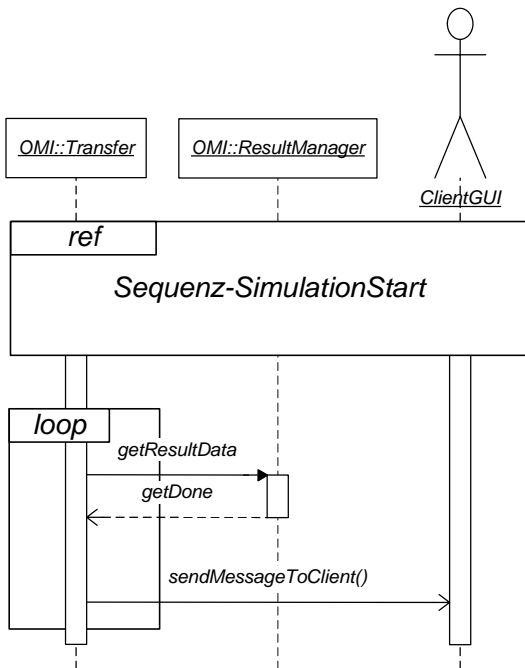 OMI::Transfer
OMI::ResultManager
ClientGUI
ref
Sequenz-SimulationStart
loop
getResultData
getDone
sendMessageToClient()